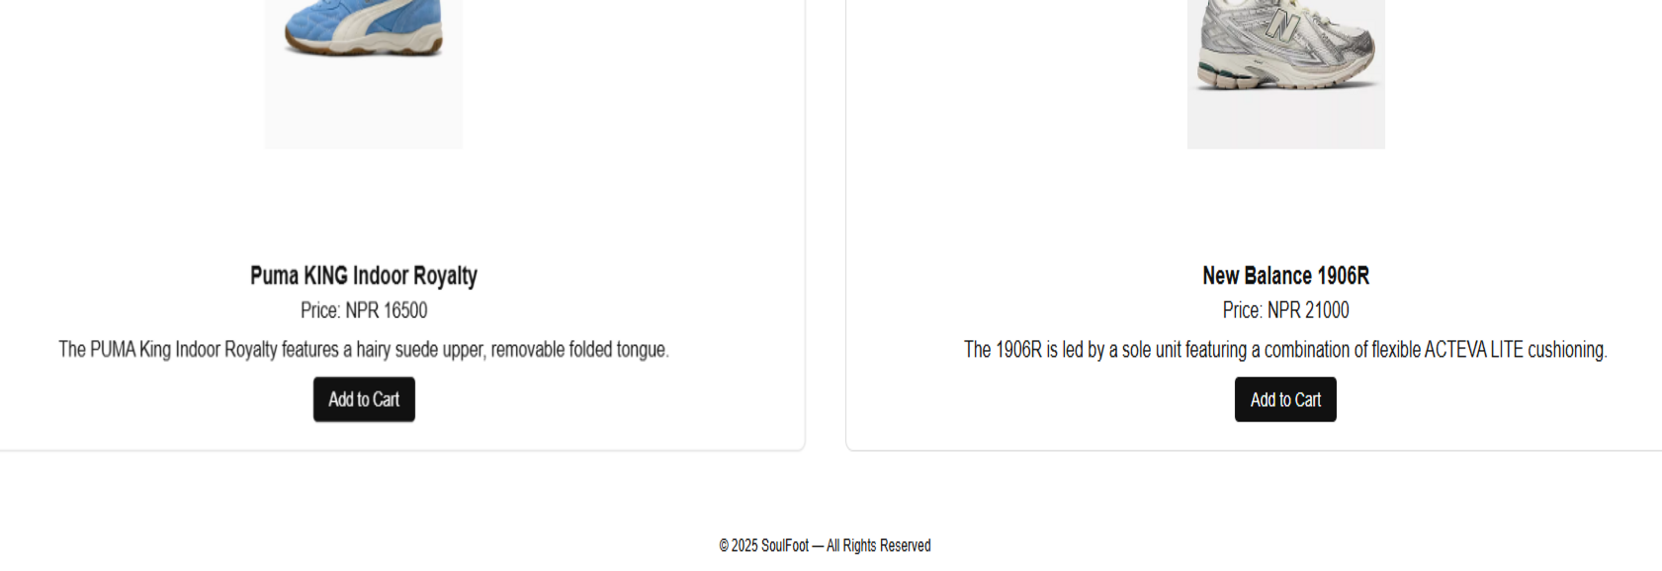 N
Puma KING Indoor Royalty
Price: NPR 16500
The PUMA King Indoor Royalty features a hairy suede upper, removable folded tongue.
Add to Cart
New Balance 1906R
Price: NPR 21000
The 1906R is led by a sole unit featuring a combination of flexible ACTEVA LITE cushioning.
Add to Cart
© 2025 SoulFoot — All Rights Reserved